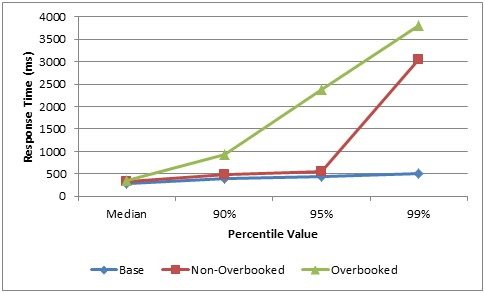 4000
3500
3000
2500
2000
1500
1000
500
0
Response Time (ms)
Median 90% 95% 99%
Percentile Value
Base Non-Overbooked Overbooked